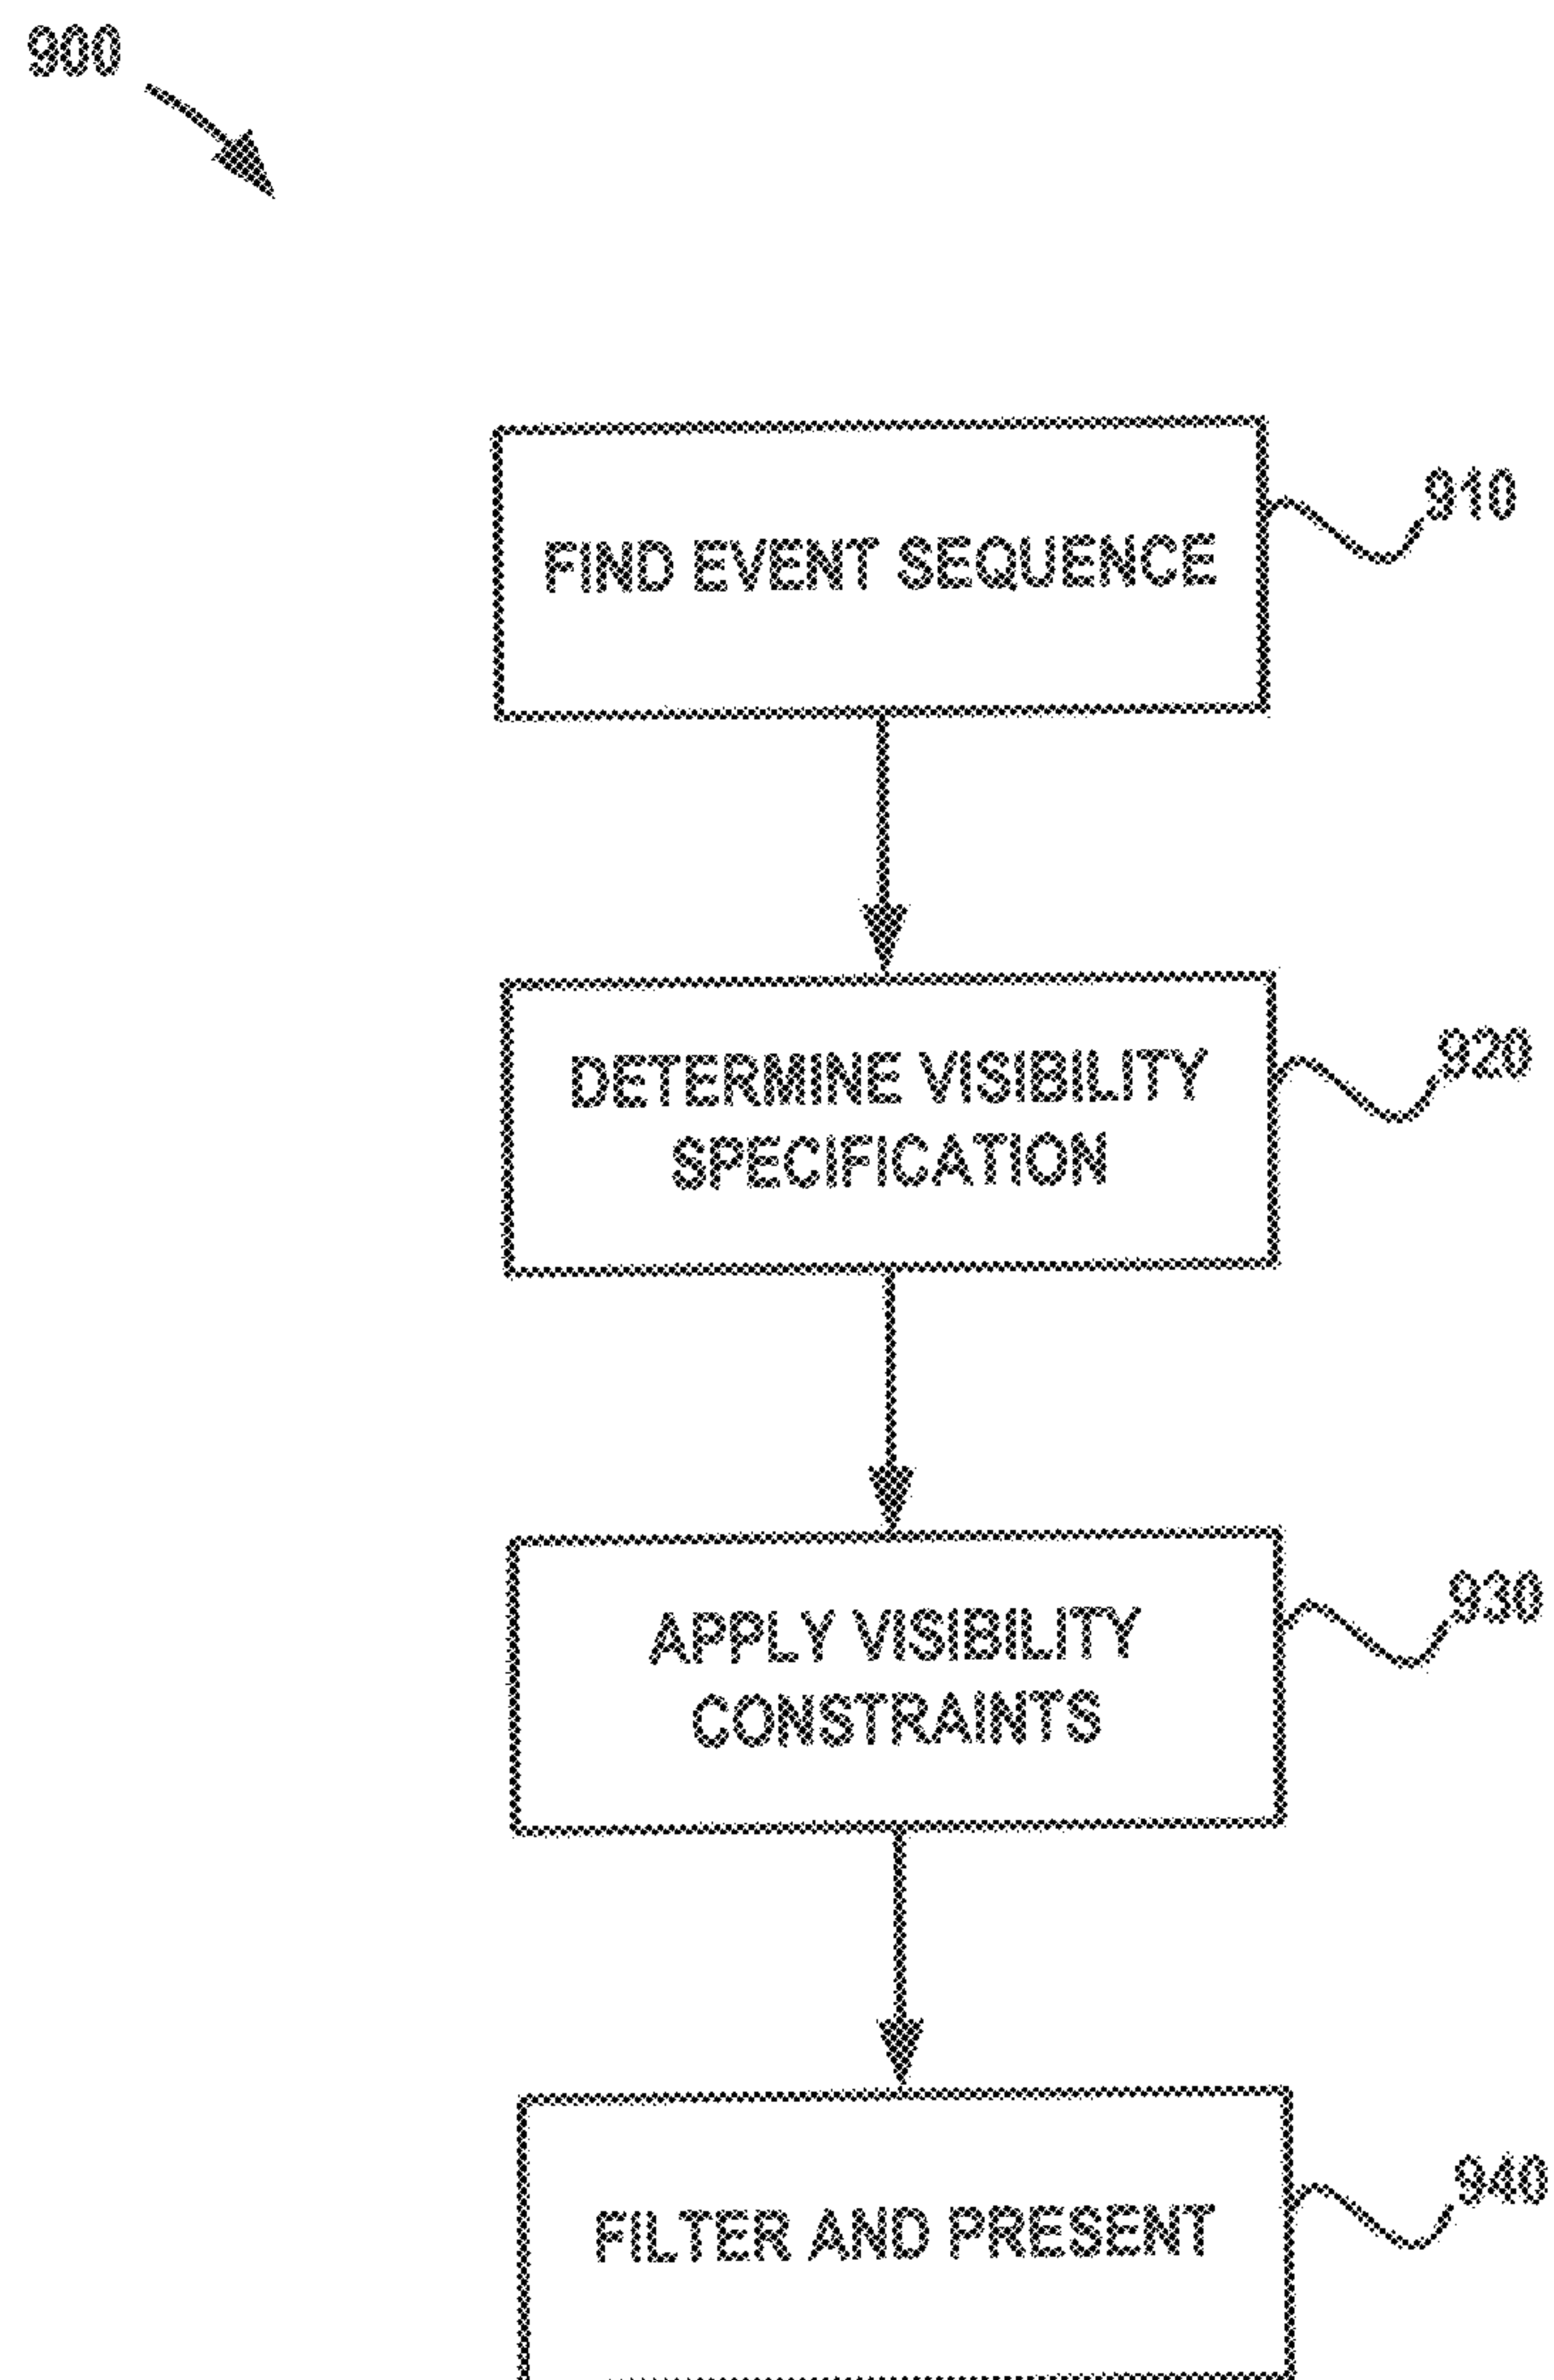 900
FIND EVENT SEQUENCE
910
DETERMINE VISIBILITY
SPECIFICATION
920
APPLY VISIBILITY
CONSTRAINTS
930
FILTER AND PRESENT
940